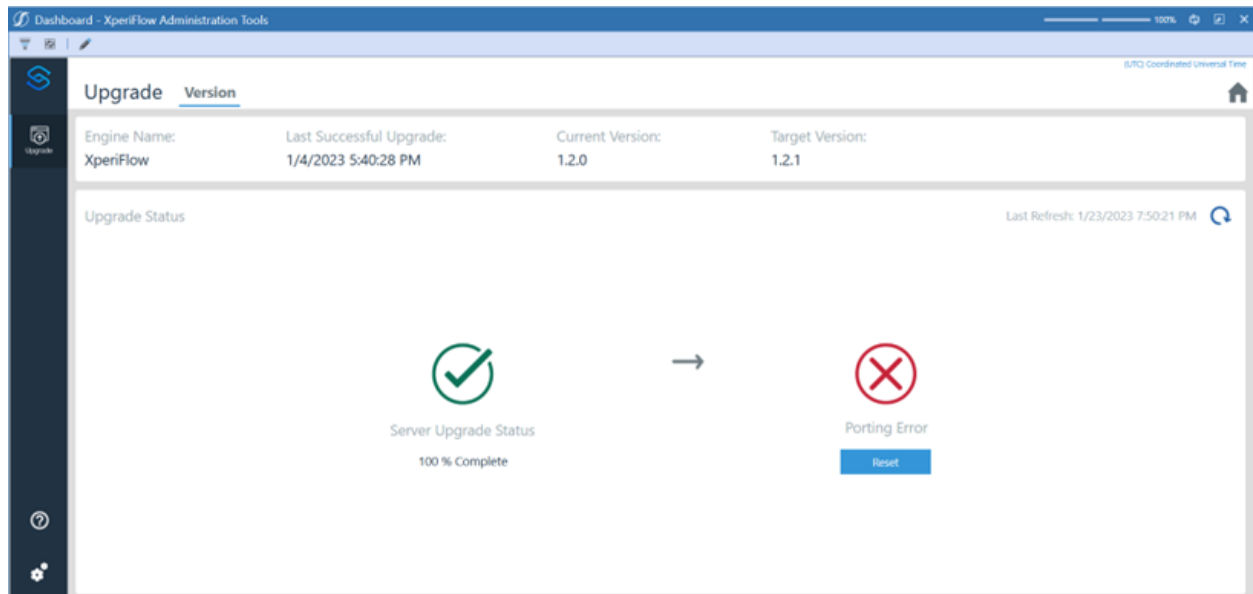 Dashboard - XperiFlow Administration Tools
100%
(UTC) Coordinated Universal Time
Upgrade Version
Upgrade
Engine Name: Last Successful Upgrade: Current Version: Target Version:
XperiFlow 1/4/2023 5:40:28 PM 1.2.0 1.2.1
Upgrade Status Last Refresh: 1/23/2023 7:50:21 PM
Server Upgrade Status Porting Error
100 % Complete Reset